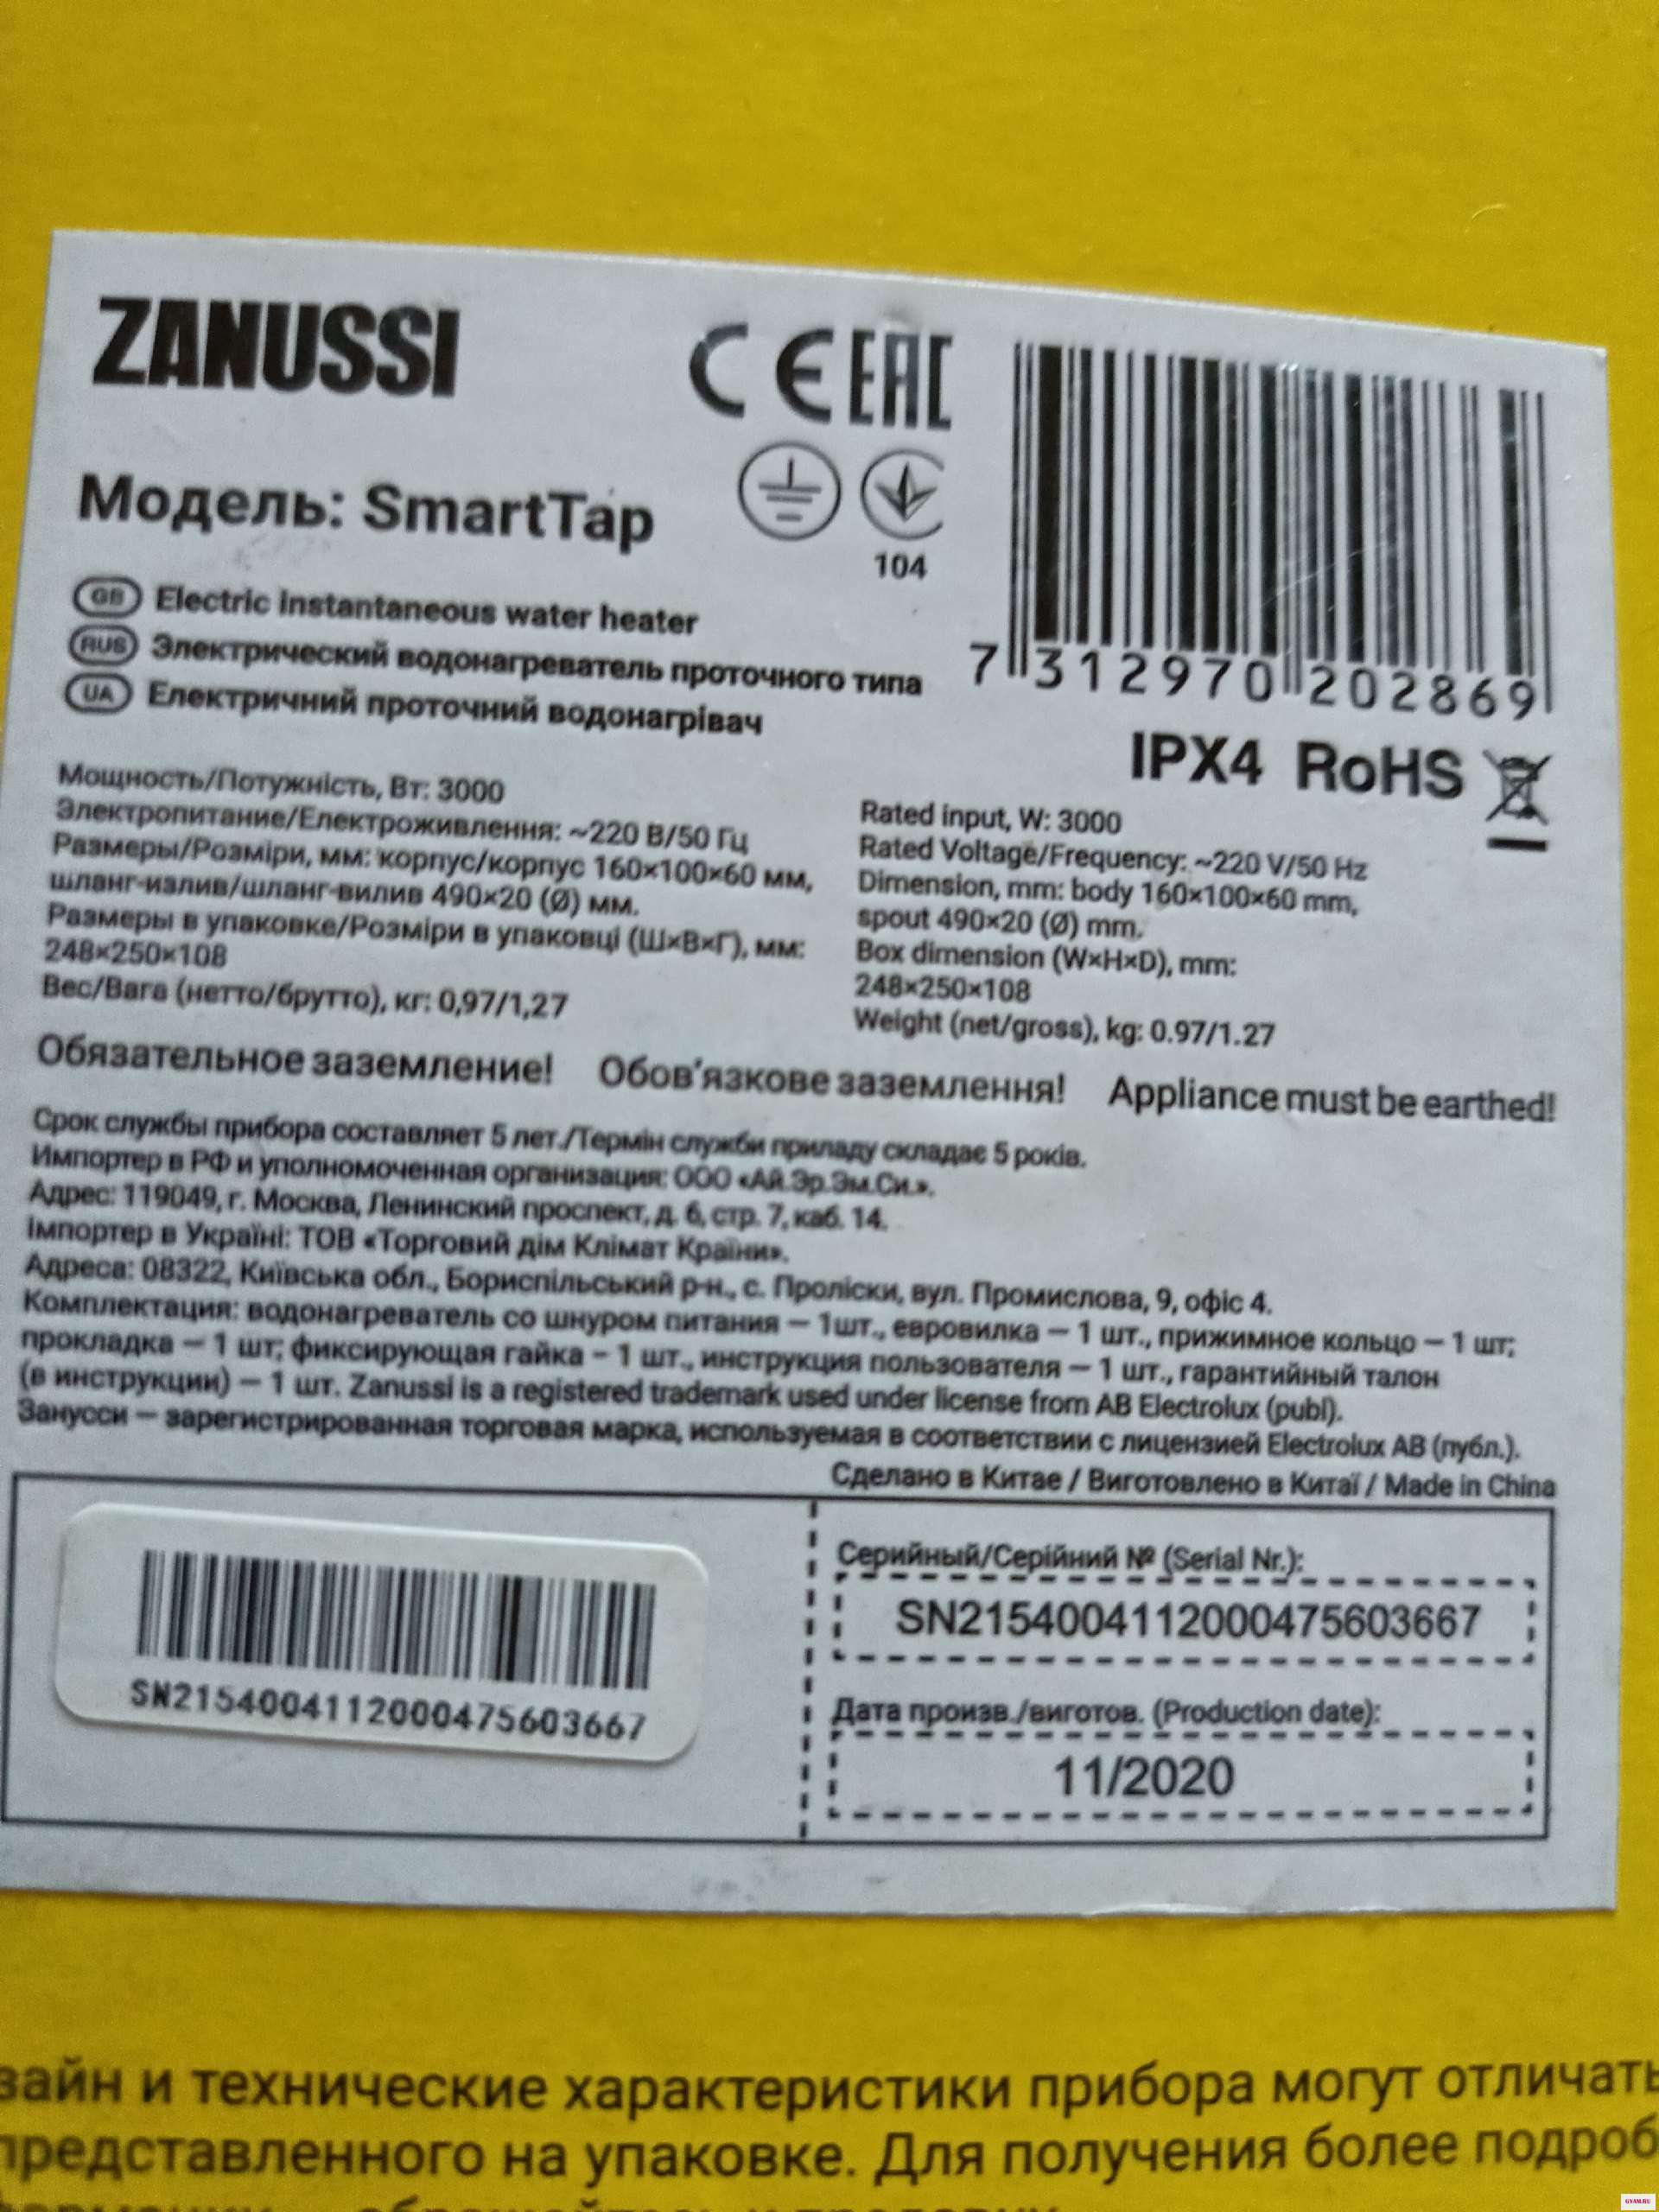 ZANUSSI
CE EAC
Модель: SmartTap
104
GB Electric instantaneous water heater
RUS Электрический водонагреватель проточного типа
UA Електричний проточний водонагрівач
7 312970 202869
IPX4 RoHS
Мощность/Потужність, Вт: 3000
Электропитание/Електроживлення: ~220 В/50 Гц
Размеры/Розміри, мм: корпус/корпус 160×100×60 мм,
шланг-излив/шланг-вилив 490×20 (Ø) мм.
Размеры в упаковке/Розміри в упаковці (Ш×В×Г), мм:
248×250×108
Вес/Вага (нетто/брутто), кг: 0,97/1,27
Rated input, W: 3000
Rated Voltage/Frequency: ~220 V/50 Hz
Dimension, mm: body 160×100×60 mm,
spout 490×20 (Ø) mm.
Box dimension (W×H×D), mm:
248×250×108
Weight (net/gross), kg: 0.97/1.27
Обязательное заземление! Обов'язкове заземлення! Appliance must be earthed!
Срок службы прибора составляет 5 лет./Термін служби приладу складає 5 років.
Импортер в РФ и уполномоченная организация: ООО «Ай.Эр.Эм.Си.».
Адрес: 119049, г. Москва, Ленинский проспект, д. 6, стр. 7, каб. 14.
Імпортер в Україні: ТОВ «Торговий дім Клімат Країни».
Адреса: 08322, Київська обл., Бориспільський р-н., с. Проліски, вул. Промислова, 9, офіс 4.
Комплектация: водонагреватель со шнуром питания — 1шт., евровилка — 1 шт., прижимное кольцо — 1 шт;
прокладка — 1 шт; фиксирующая гайка – 1 шт., инструкция пользователя — 1 шт., гарантийный талон
(в инструкции) — 1 шт. Zanussi is a registered trademark used under license from AB Electrolux (publ).
Занусси — зарегистрированная торговая марка, используемая в соответствии с лицензией Electrolux AB (публ.).
Сделано в Китае / Виготовлено в Китаї / Made in China
SN2154004112000475603667
Серийный/Серійний № (Serial Nr.):
SN2154004112000475603667
Дата произв./виготов. (Production date):
11/2020
зайн и технические характеристики прибора могут отличать
представленного на упаковке. Для получения более подроб
GYAM.RU